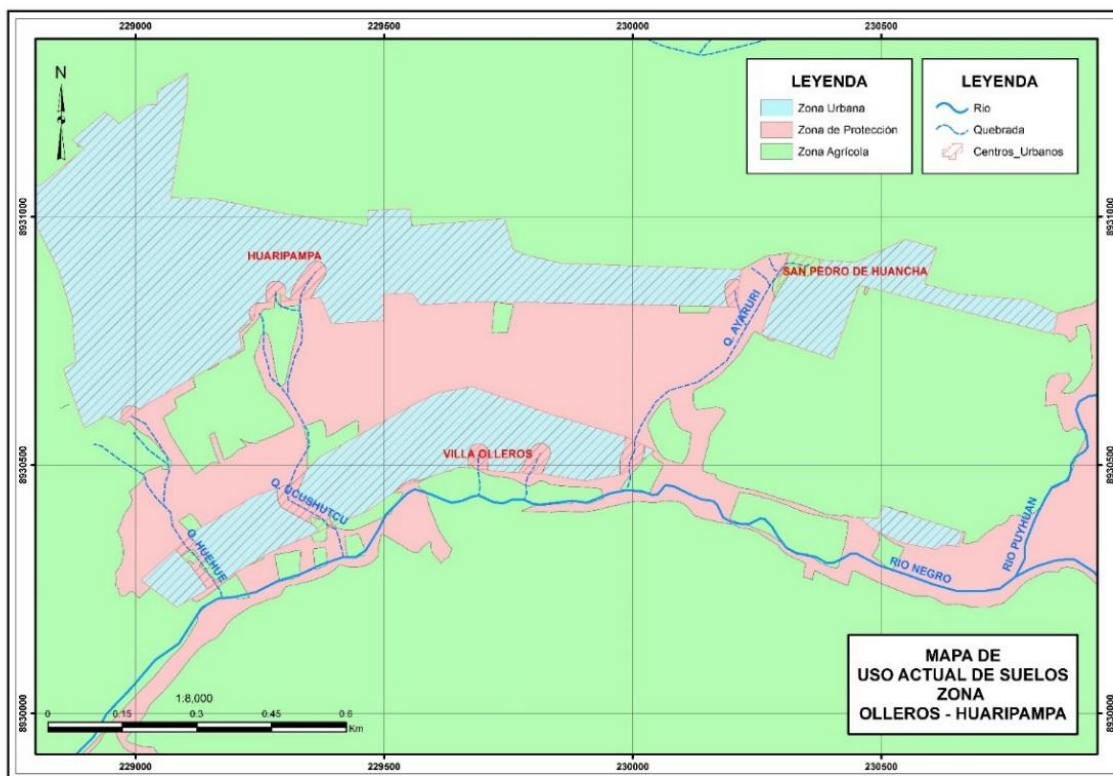 229000
229500
230000
230500
N
LEYENDA
Zona Urbana
Zona de Protección
Zona Agrícola
LEYENDA
Rio
Quebrada
Centros_Urbanos
8931000
8931000
HUARIPAMPA
SAN PEDRO DE HUANCHA
Q. AYARURI
8930500
8930500
VILLA OLLEROS
Q. UCUSHUTCU
Q. HUEHUE
RIO NEGRO
RIO PUYHUAN
MAPA DE
USO ACTUAL DE SUELOS
ZONA
OLLEROS - HUARIPAMPA
1:8,000
0 0.15 0.3 0.45 0.6
Km
8930000
8930000
229000
229500
230000
230500